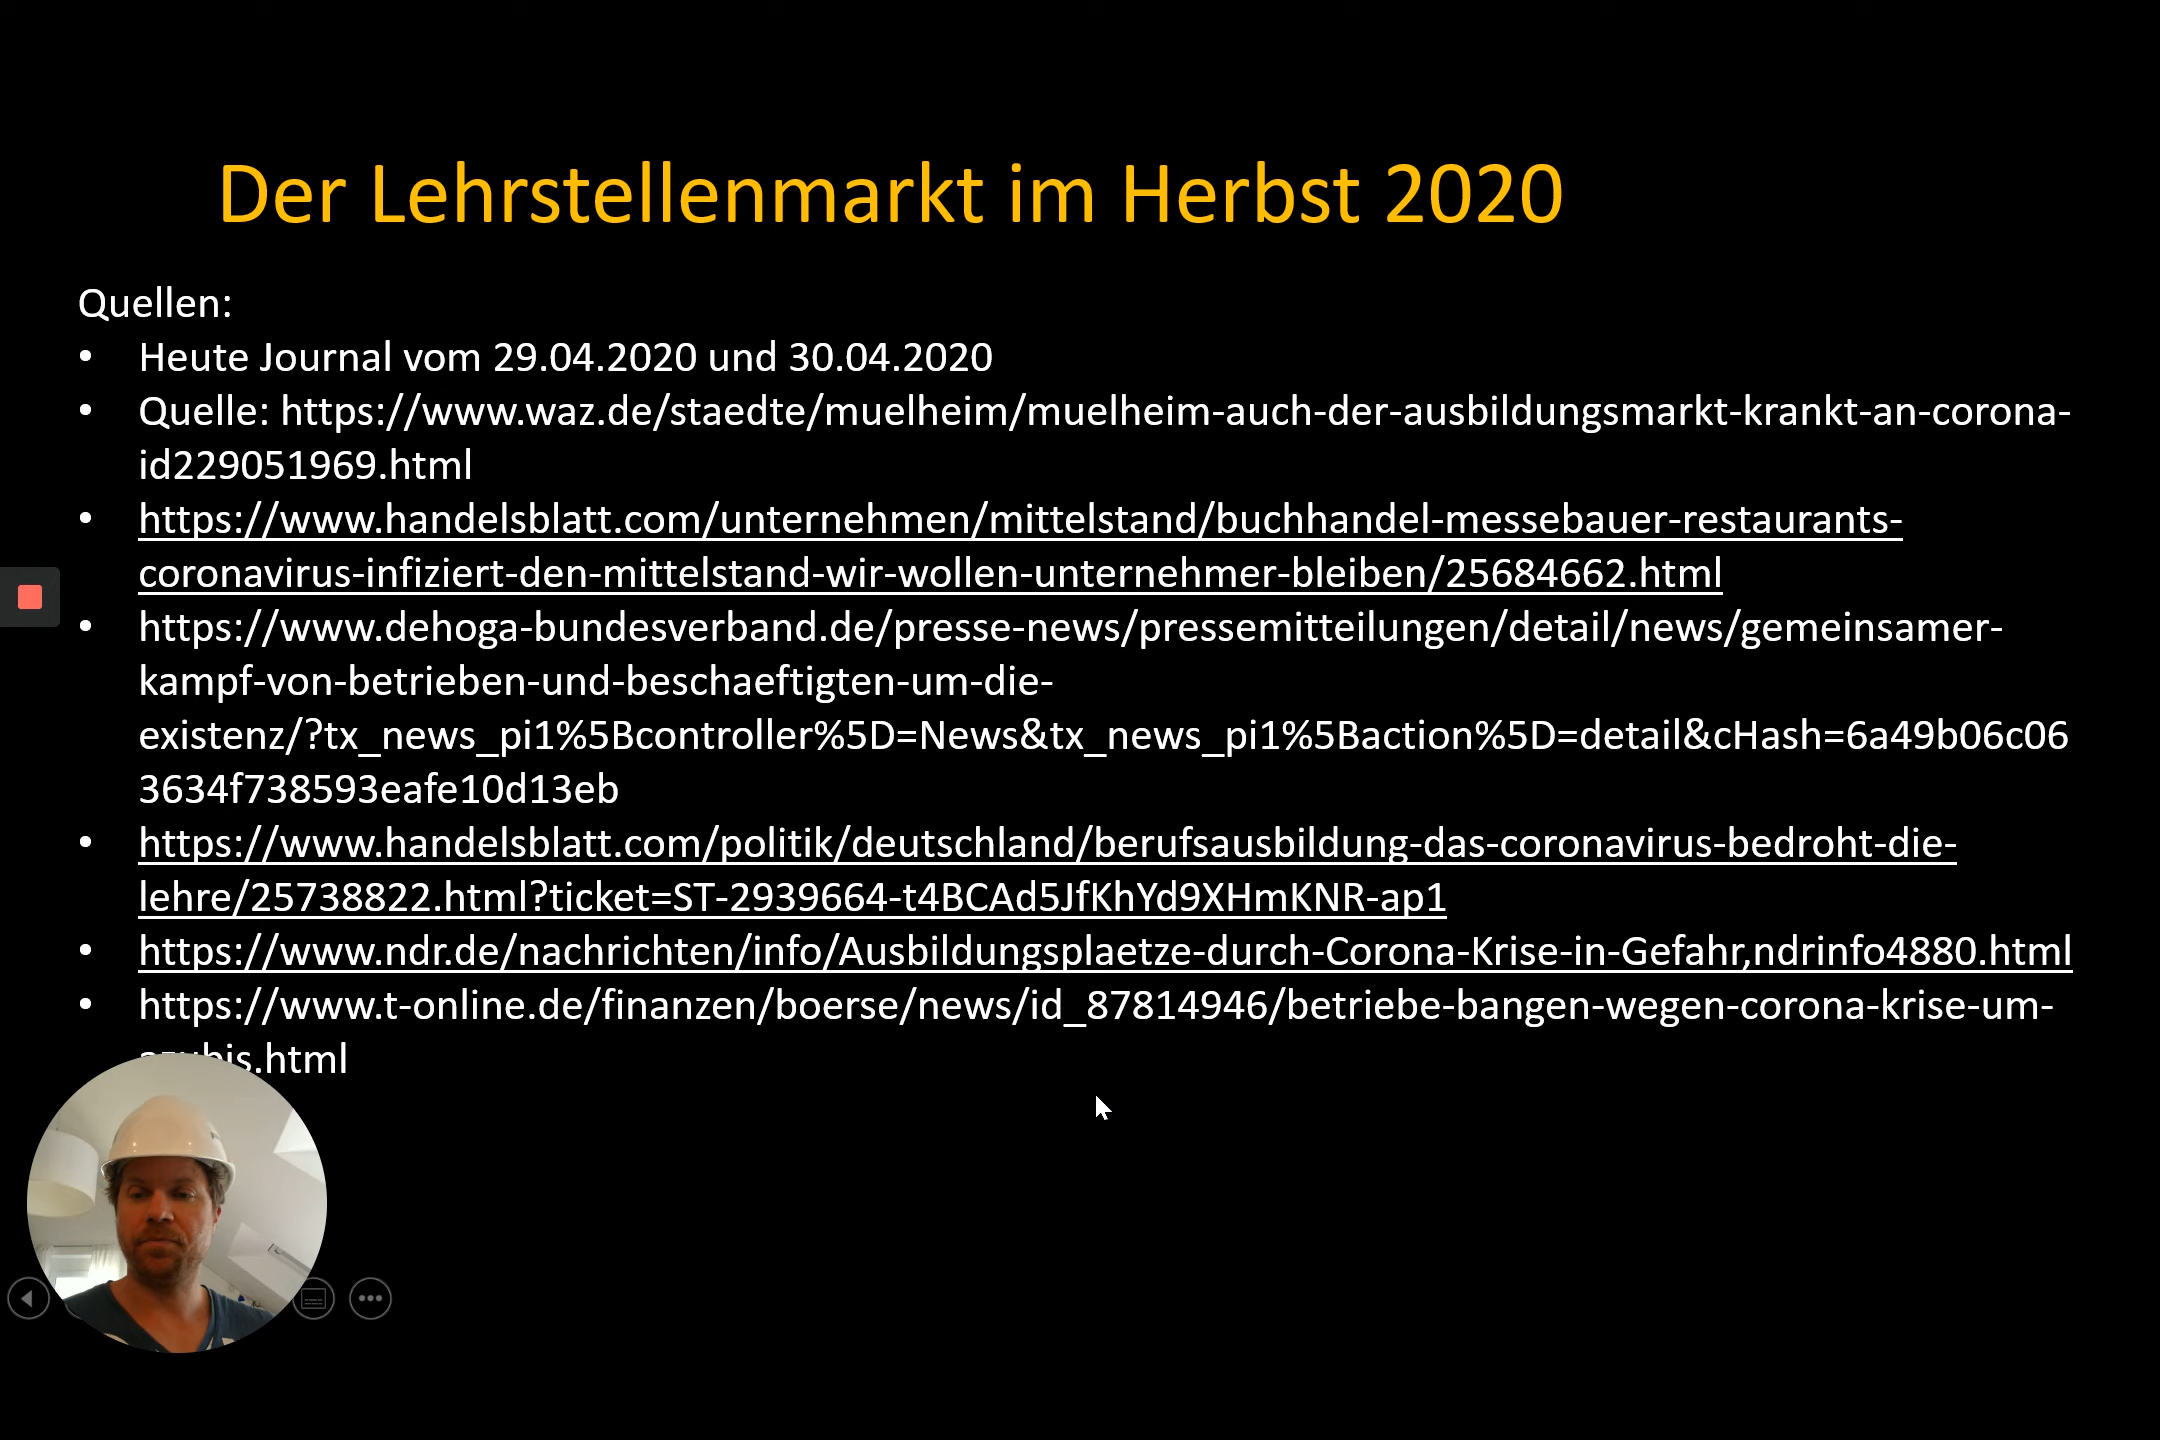 Der Lehrstellenmarkt im Herbst 2020
Quellen:
• Heute Journal vom 29.04.2020 und 30.04.2020
• Quelle: https://www.waz.de/staedte/muelheim/muelheim-auch-der-ausbildungsmarkt-krankt-an-corona-
id229051969.html
• https://www.handelsblatt.com/unternehmen/mittelstand/buchhandel-messebauer-restaurants-
coronavirus-infiziert-den-mittelstand-wir-wollen-unternehmer-bleiben/25684662.html
• https://www.dehoga-bundesverband.de/presse-news/pressemitteilungen/detail/news/gemeinsamer-
kampf-von-betrieben-und-beschaeftigten-um-die-
existenz/?tx_news_pi1%5Bcontroller%5D=News&tx_news_pi1%5Baction%5D=detail&cHash=6a49b06c06
3634f738593eafe10d13eb
• https://www.handelsblatt.com/politik/deutschland/berufsausbildung-das-coronavirus-bedroht-die-
lehre/25738822.html?ticket=ST-2939664-t4BCAd5JfKhYd9XHmKNR-ap1
• https://www.ndr.de/nachrichten/info/Ausbildungsplaetze-durch-Corona-Krise-in-Gefahr,ndrinfo4880.html
• https://www.t-online.de/finanzen/boerse/news/id_87814946/betriebe-bangen-wegen-corona-krise-um-
azubis.html